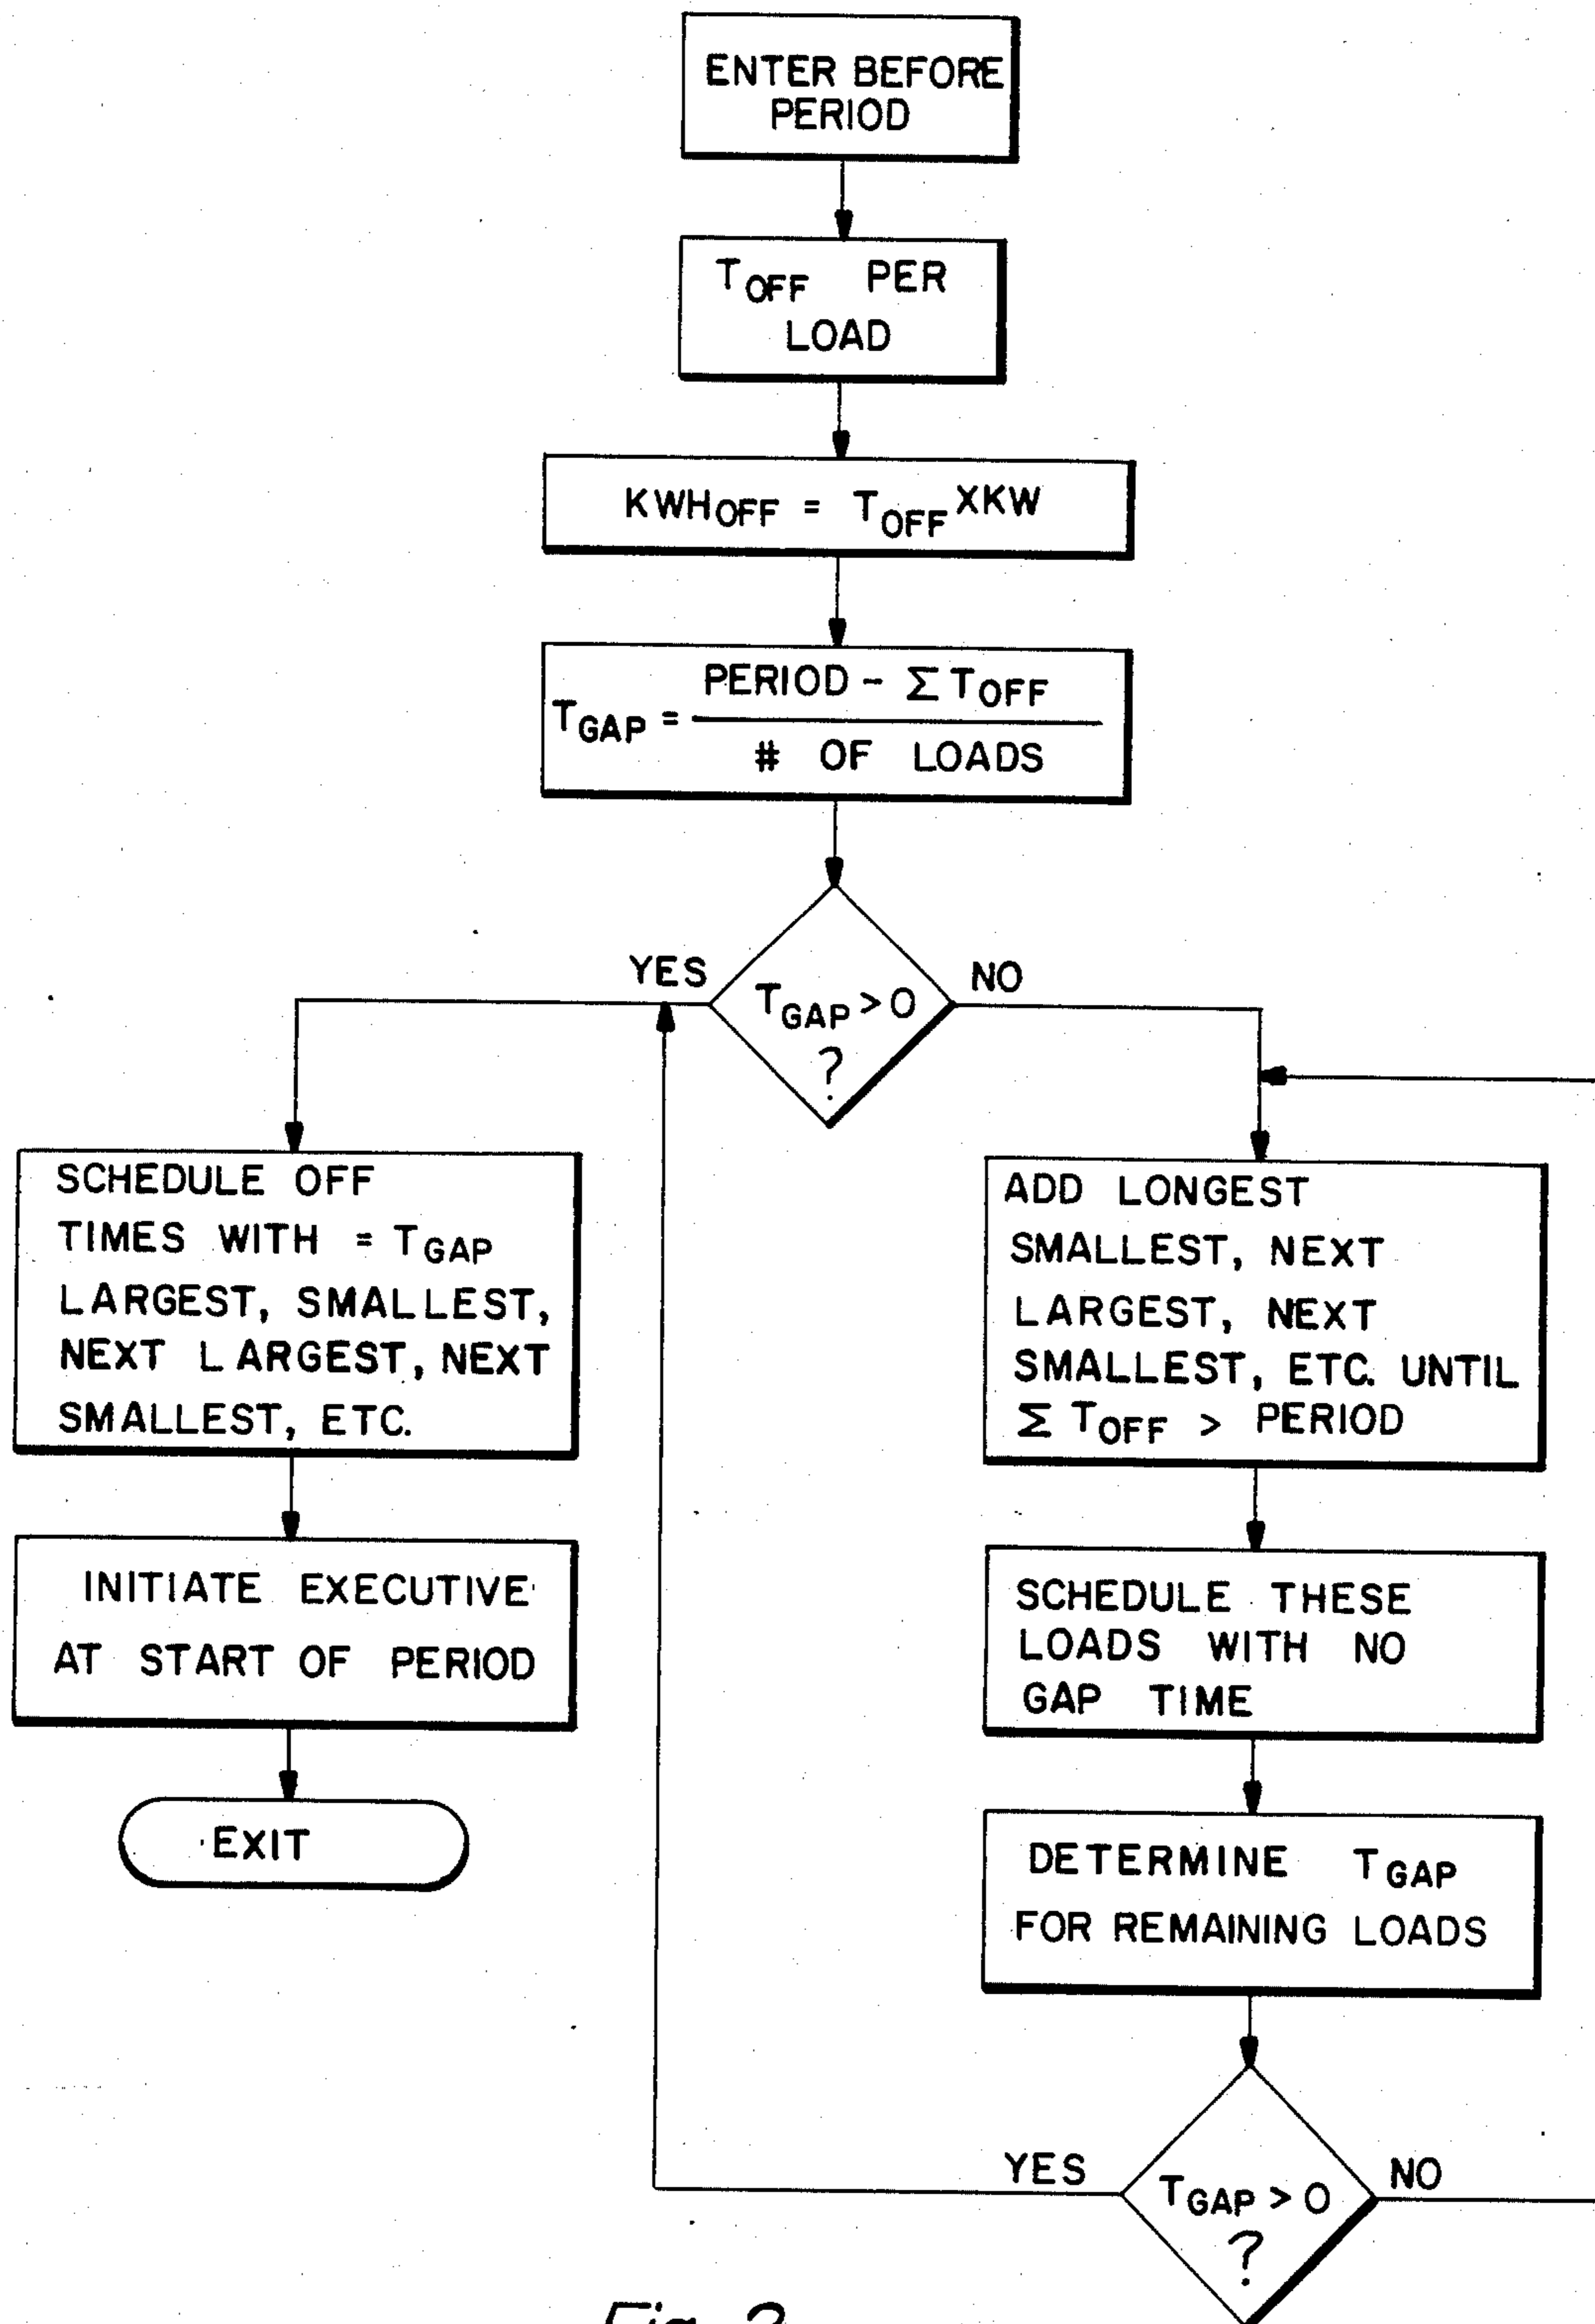 ENTER BEFORE
PERIOD
TOFF PER
LOAD
KWHOFF = TOFF XKW
PERIOD - Σ TOFF
TGAP =
# OF LOADS
YES
NO
TGAP > 0
?
SCHEDULE OFF
TIMES WITH = TGAP
LARGEST, SMALLEST,
NEXT LARGEST, NEXT
SMALLEST, ETC.
INITIATE EXECUTIVE
AT START OF PERIOD
EXIT
ADD LONGEST
SMALLEST, NEXT
LARGEST, NEXT
SMALLEST, ETC. UNTIL
Σ TOFF > PERIOD
SCHEDULE THESE
LOADS WITH NO
GAP TIME
DETERMINE TGAP
FOR REMAINING LOADS
YES
NO
TGAP > 0
?
Fig. 2